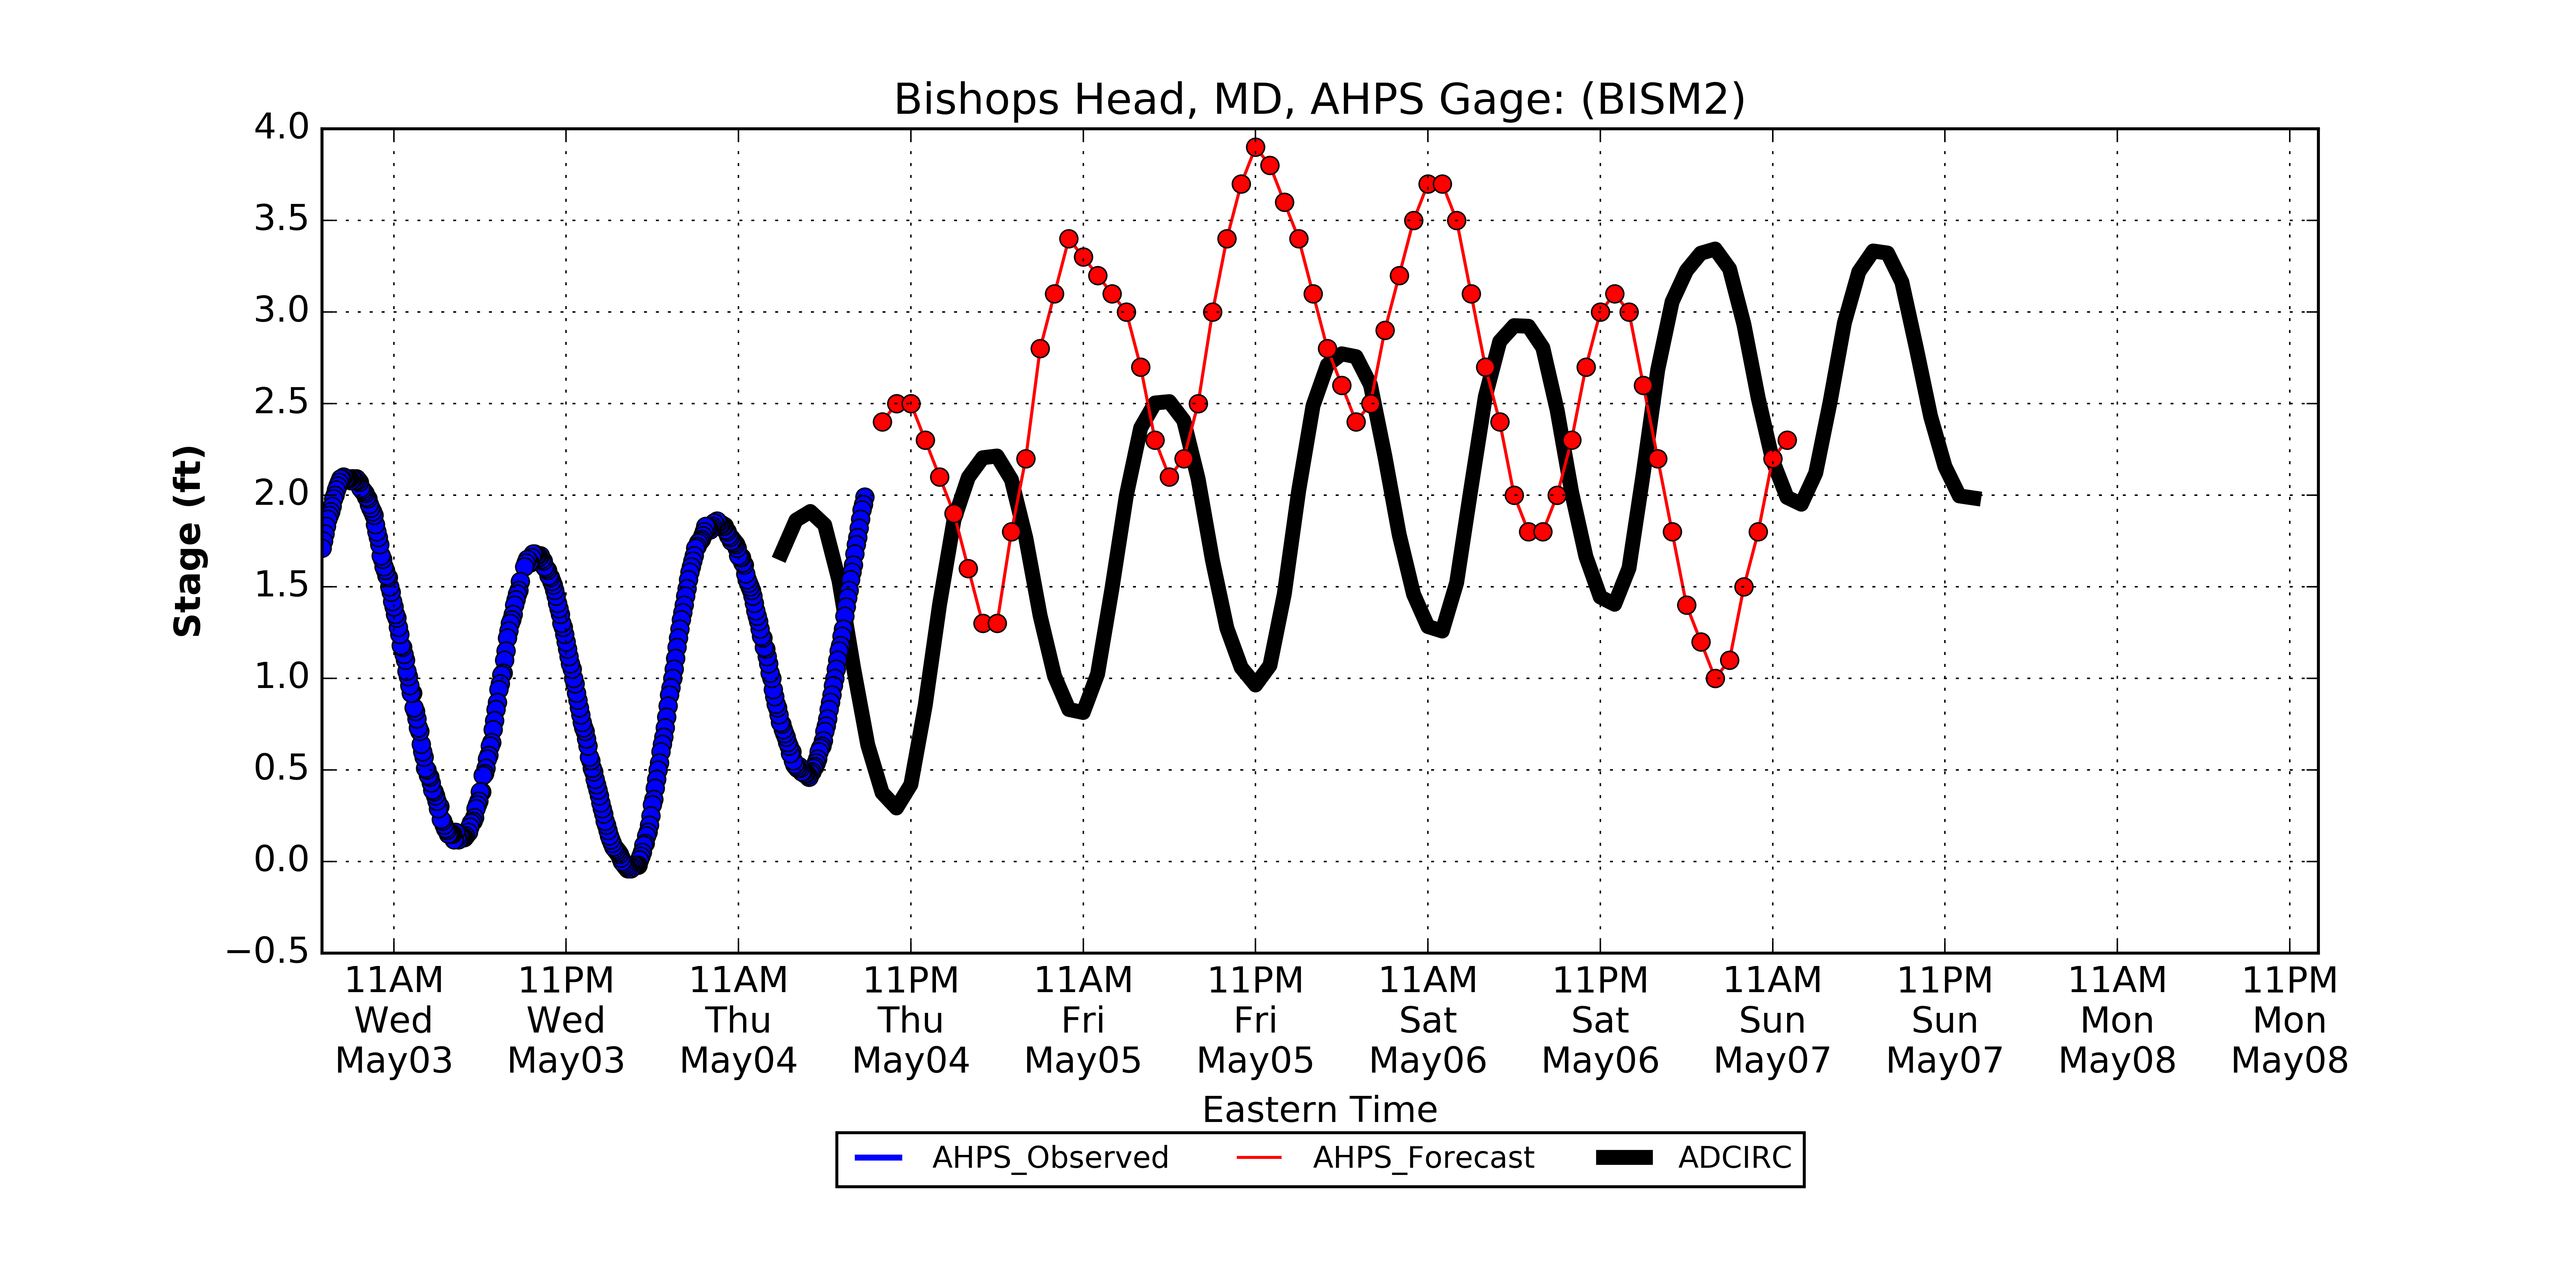 Bishops Head, MD, AHPS Gage: (BISM2)
4.0
3.5
3.0
2.5
2.0
1.5
1.0
0.5
0.0
−0.5
Stage (ft)
11AM 11PM 11AM 11PM 11AM 11PM 11AM 11PM 11AM 11PM 11AM 11PM
Wed Wed Thu Thu Fri Fri Sat Sat Sun Sun Mon Mon
May03 May03 May04 May04 May05 May05 May06 May06 May07 May07 May08 May08
Eastern Time
AHPS_Observed AHPS_Forecast ADCIRC